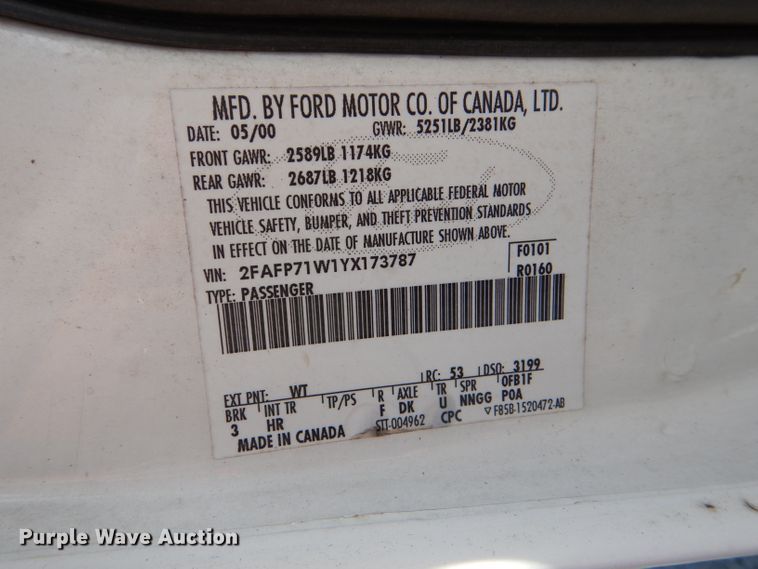 MFD. BY FORD MOTOR CO. OF CANADA, LTD.
DATE: 05/00 GVWR: 5251LB/2381KG
FRONT GAWR: 2589LB 1174KG
REAR GAWR: 2687LB 1218KG
THIS VEHICLE CONFORMS TO ALL APPLICABLE FEDERAL MOTOR
VEHICLE SAFETY, BUMPER, AND THEFT PREVENTION STANDARDS
IN EFFECT ON THE DATE OF MANUFACTURE SHOWN ABOVE.
VIN: 2FAFP71W1YX173787 F0101
TYPE: PASSENGER R0160
EXT PNT: WT RC: 53 DSO: 3199
BRK INT TR TP/PS R AXLE TR SPR 0FB1F
3 HR F DK U NNGG P0A
MADE IN CANADA STT-004962 CPC ▽ F85B-1520472-AB
Purple Wave Auction